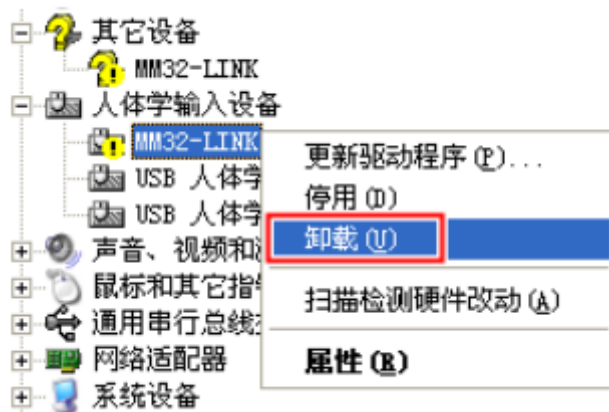 其它设备
MM32-LINK
人体学输入设备
MM32-LINK
USB 人体学
USB 人体学
声音、视频和
鼠标和其它指
通用串行总线
网络适配器
系统设备
更新驱动程序(P)...
停用(D)
卸载(U)
扫描检测硬件改动(A)
属性(R)